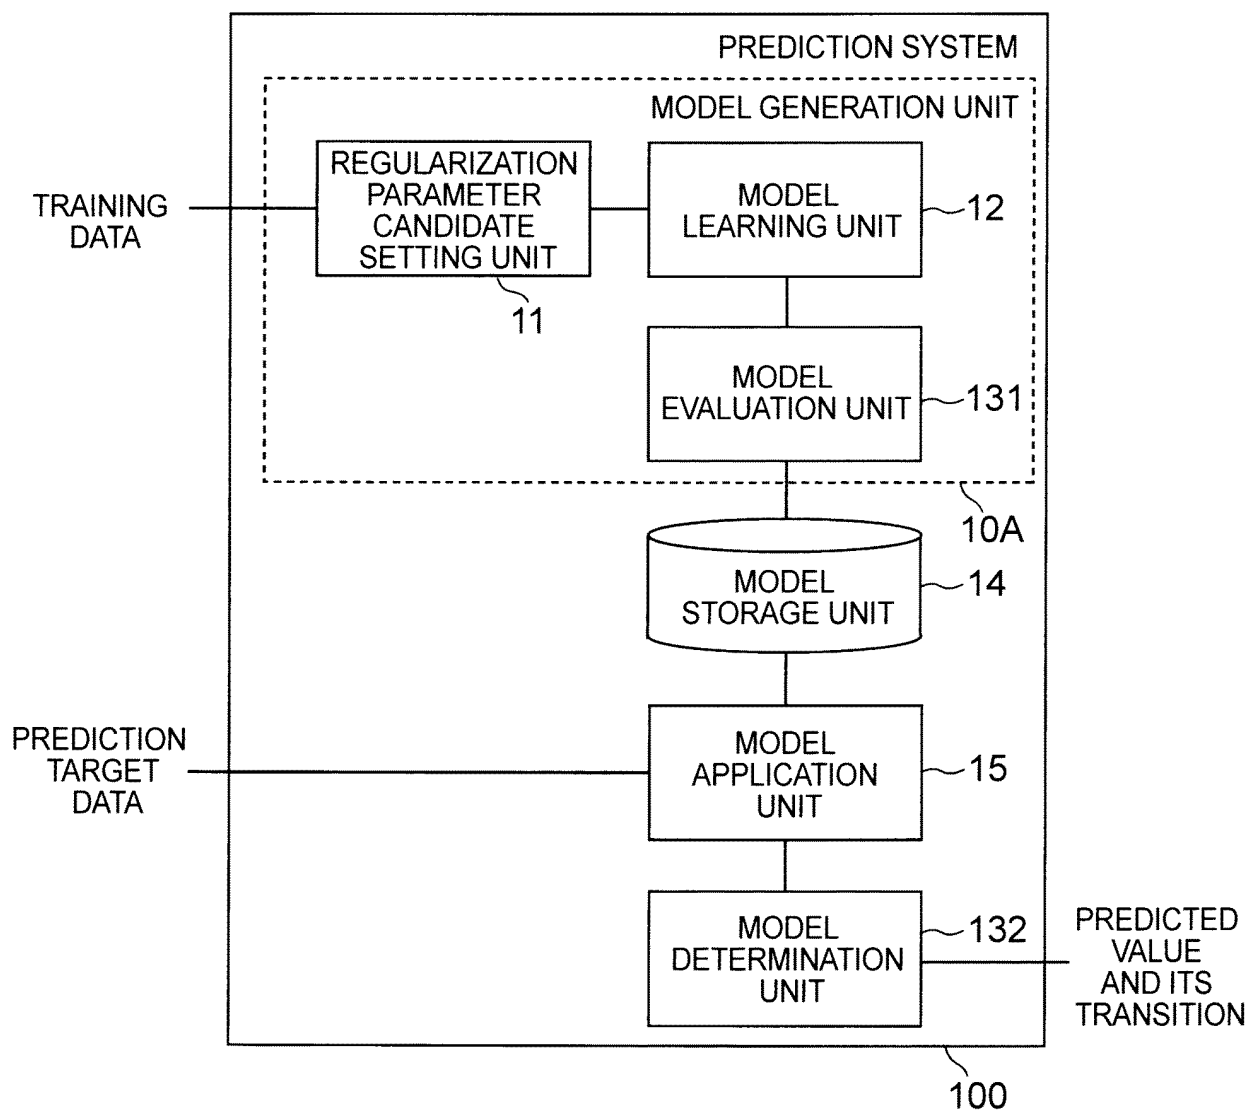 PREDICTION SYSTEM
MODEL GENERATION UNIT
TRAINING
DATA
REGULARIZATION
PARAMETER
CANDIDATE
SETTING UNIT
11
MODEL
LEARNING UNIT
12
MODEL
EVALUATION UNIT
131
10A
MODEL
STORAGE UNIT
14
PREDICTION
TARGET
DATA
MODEL
APPLICATION
UNIT
15
MODEL
DETERMINATION
UNIT
132
PREDICTED
VALUE
AND ITS
TRANSITION
100